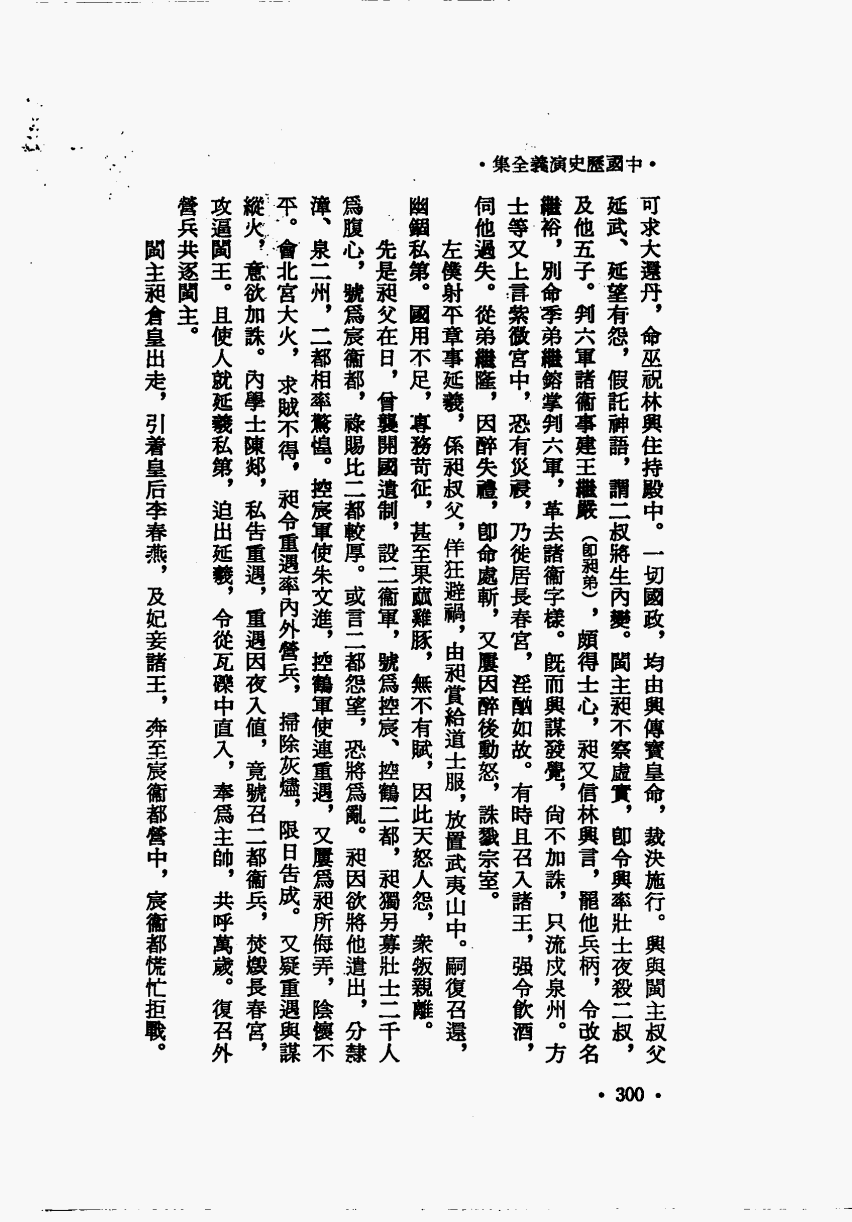 •中國歷史演義全集•
可求大還丹，命巫祝林興住持殿中。一切國政，均由興傳寶皇命，裁決施行。興與閩主叔父
延武、延望有怨，假託神語，謂二叔將生內變。閩主昶不察虛實，卽令興率壯士夜殺二叔，
及他五子。判六軍諸衞事建王繼嚴（卽昶弟），頗得士心，昶又信林興言，罷他兵柄，令改名
繼裕，別命季弟繼鎔掌判六軍，革去諸衞字樣。旣而興謀發覺，尙不加誅，只流戍泉州。方
士等又上言紫微宮中，恐有災祲，乃徙居長春宮，淫酗如故。有時且召入諸王，强令飮酒，
伺他過失。從弟繼隆，因醉失禮，卽命處斬，又屢因醉後動怒，誅戮宗室。
左僕射平章事延羲，係昶叔父，佯狂避禍，由昶賞給道士服，放置武夷山中。嗣復召還，
幽錮私第。國用不足，專務苛征，甚至果蓏雞豚，無不有賦，因此天怒人怨，衆叛親離。
先是昶父在日，曾襲開國遺制，設二衞軍，號爲控宸、控鶴二都，昶獨另募壯士二千人
爲腹心，號爲宸衞都，祿賜比二都較厚。或言二都怨望，恐將爲亂。昶因欲將他遣出，分隸
漳、泉二州，二都相率驚惶。控宸軍使朱文進，控鶴軍使連重遇，又屢爲昶所侮弄，陰懷不
平。會北宮大火，求賊不得，昶令重遇率內外營兵，掃除灰燼，限日告成。又疑重遇與謀
縱火，意欲加誅。內學士陳郯，私告重遇，重遇因夜入值，竟號召二都衞兵，焚燬長春宮，
攻逼閩王。且使人就延羲私第，迫出延羲，令從瓦礫中直入，奉爲主帥，共呼萬歲。復召外
營兵共逐閩主。
閩主昶倉皇出走，引着皇后李春燕，及妃妾諸王，奔至宸衞都營中，宸衞都慌忙拒戰。
•300•